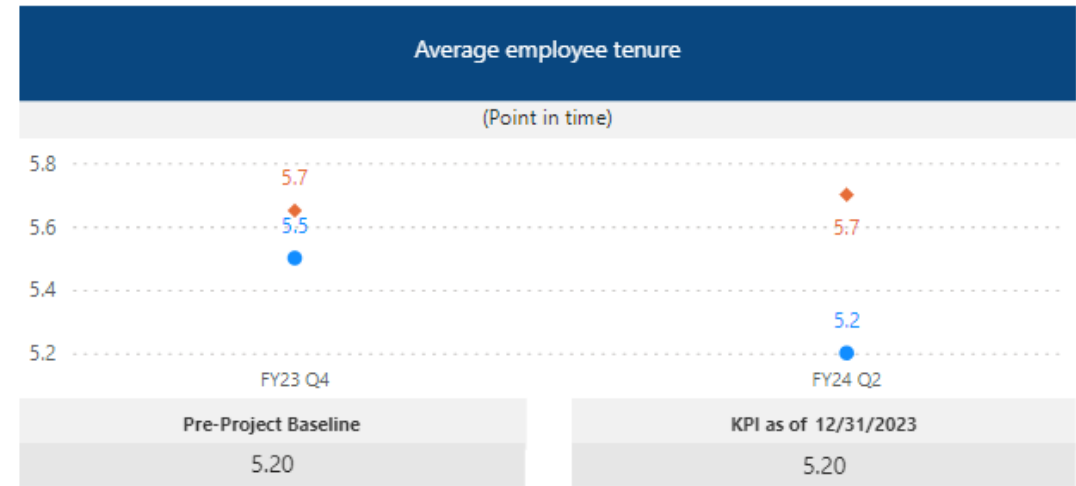 Average employee tenure
(Point in time)
5.8
5.7
5.6
5.5
5.7
5.4
5.2
5.2
FY23 Q4
FY24 Q2
Pre-Project Baseline
KPI as of 12/31/2023
5.20
5.20